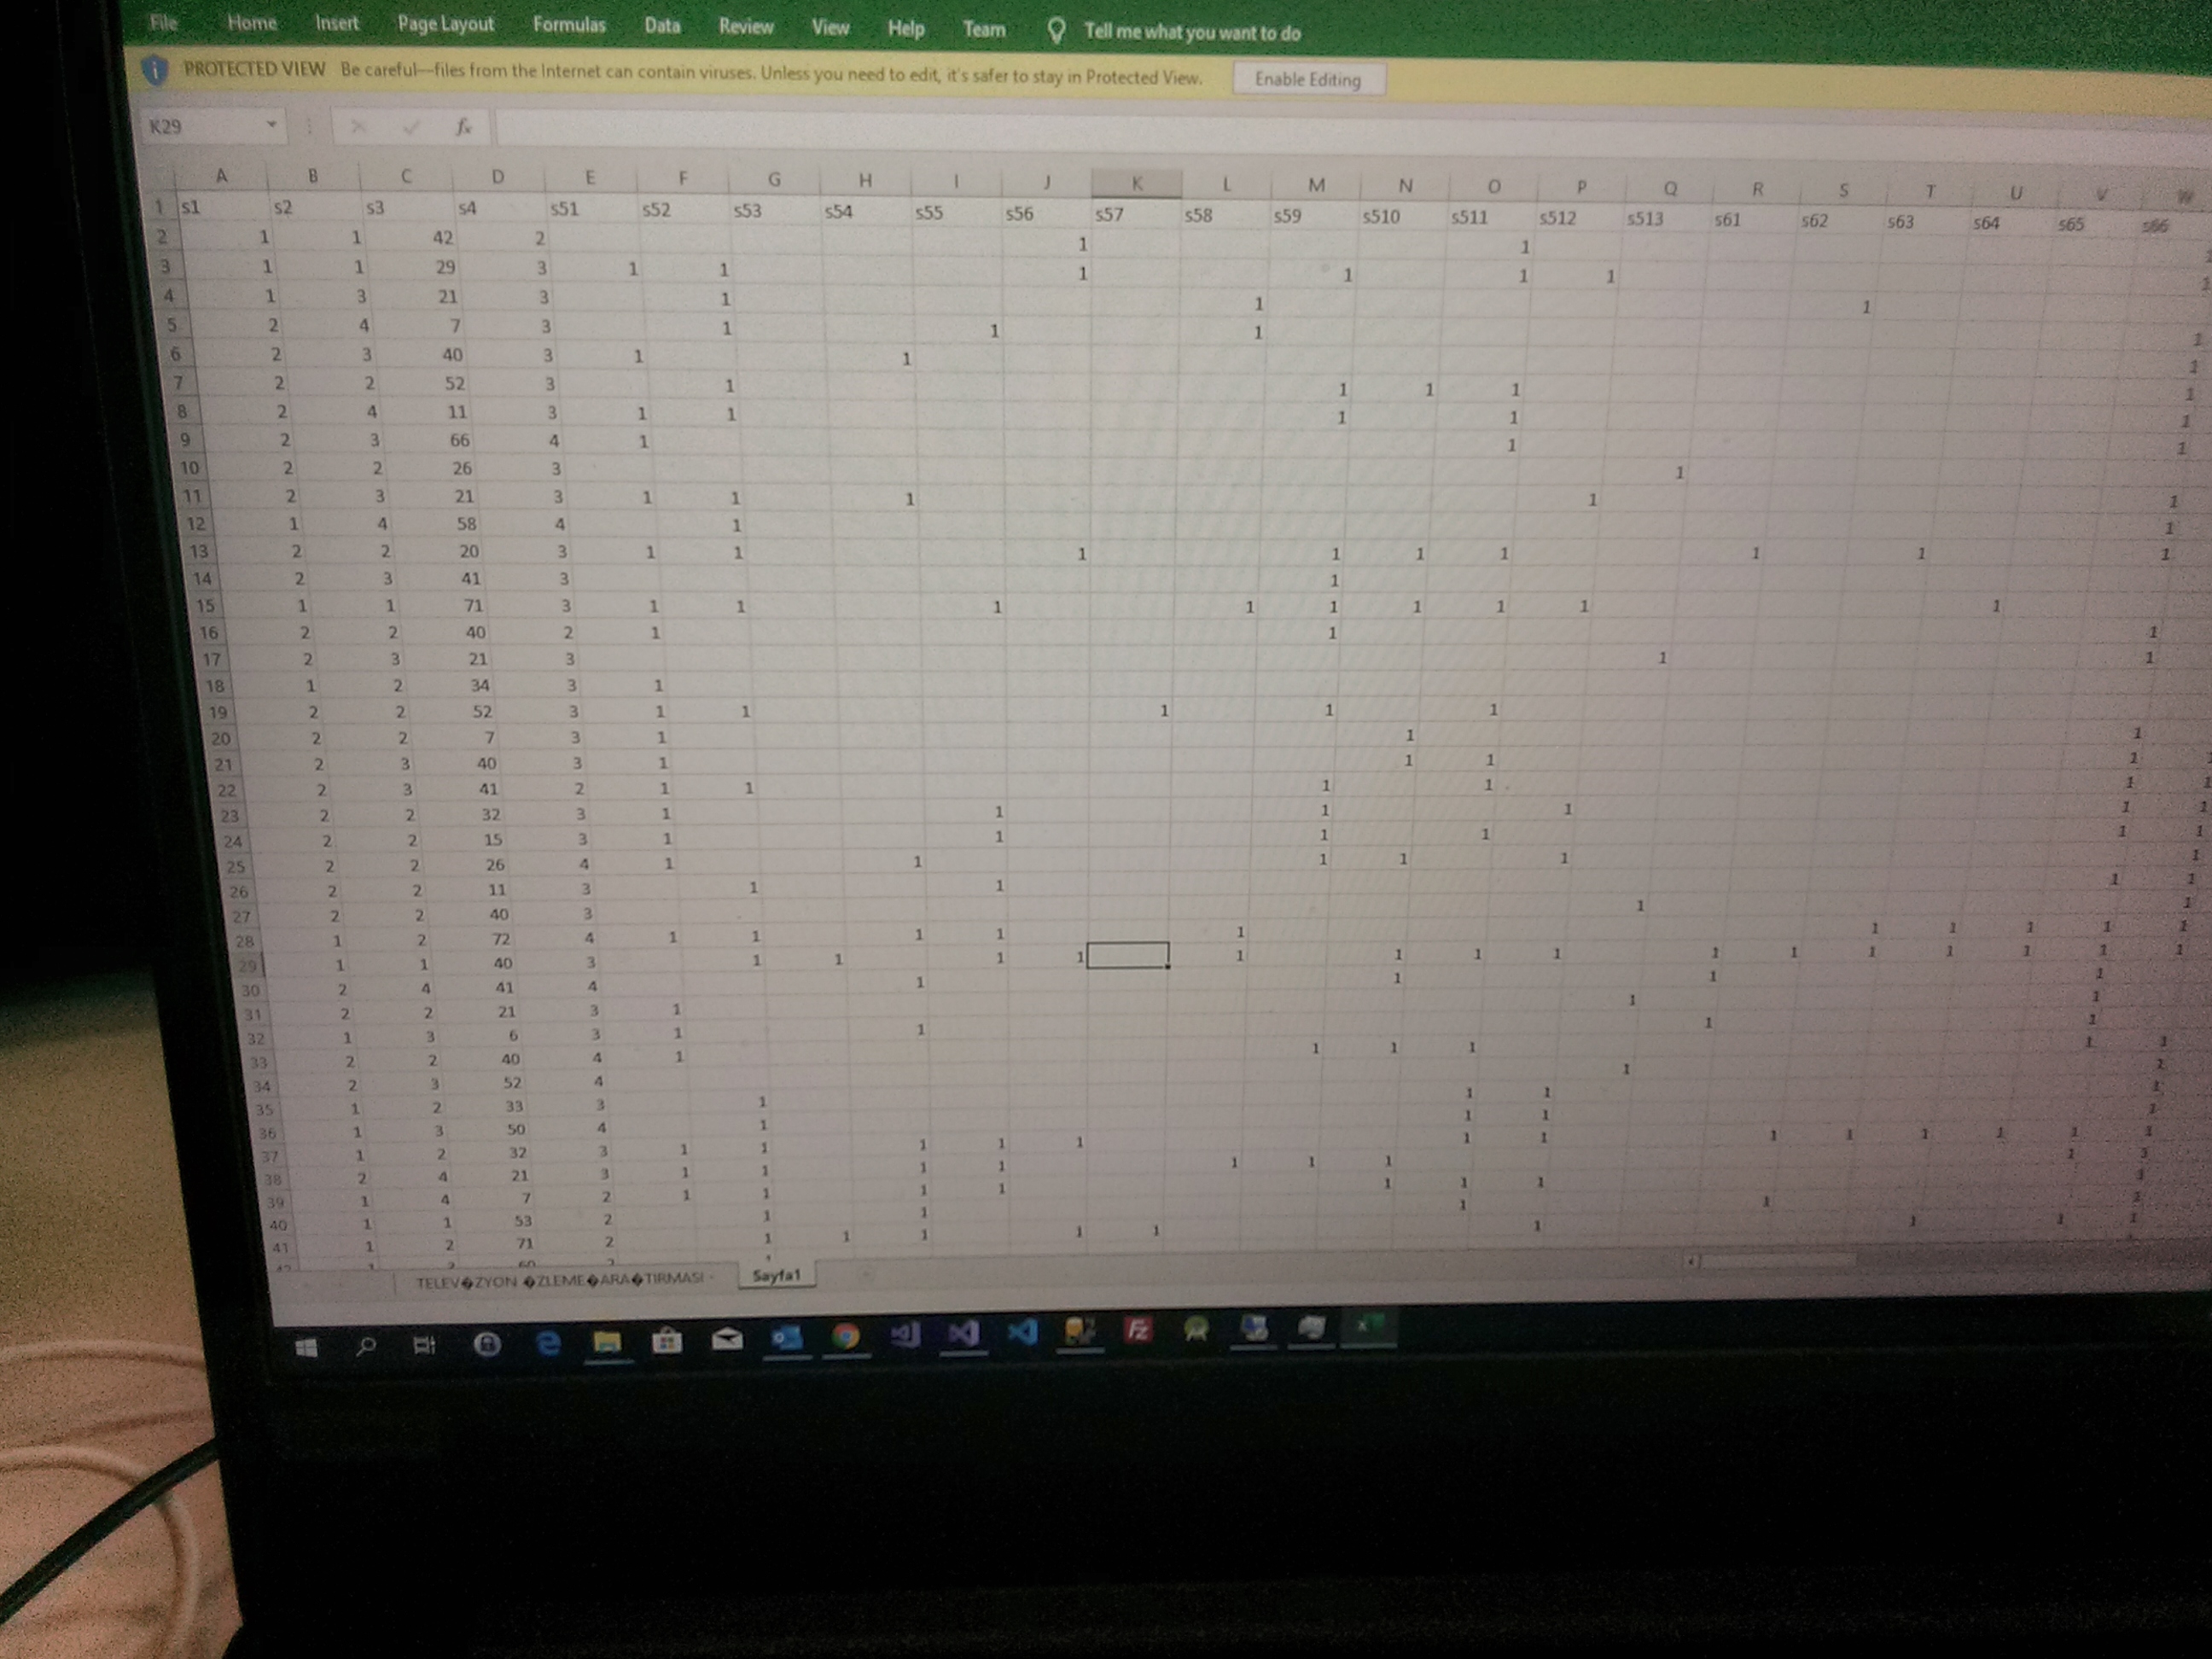 File Home Insert Page Layout Formulas Data Review View Help Team Tell me what you want to do
PROTECTED VIEW Be careful—files from the Internet can contain viruses. Unless you need to edit, it's safer to stay in Protected View. Enable Editing
K29 fx
A B C D E F G H I J K L M N O P Q R S T U V W
1 s1 s2 s3 s4 s51 s52 s53 s54 s55 s56 s57 s58 s59 s510 s511 s512 s513 s61 s62 s63 s64 s65 s66
2 1 1 42 2 1 1
3 1 1 29 3 1 1 1 1 1 1 1
4 1 3 21 3 1 1 1
5 2 4 7 3 1 1 1 1
6 2 3 40 3 1 1 1
7 2 2 52 3 1 1 1 1 1
8 2 4 11 3 1 1 1 1 1
9 2 3 66 4 1 1 1
10 2 2 26 3 1
11 2 3 21 3 1 1 1 1 1
12 1 4 58 4 1 1
13 2 2 20 3 1 1 1 1 1 1 1 1 1
14 2 3 41 3 1
15 1 1 71 3 1 1 1 1 1 1 1 1 1
16 2 2 40 2 1 1 1
17 2 3 21 3 1 1
18 1 2 34 3 1
19 2 2 52 3 1 1 1 1 1
20 2 2 7 3 1 1 1
21 2 3 40 3 1 1 1 1 1
22 2 3 41 2 1 1 1 1 1 1
23 2 2 32 3 1 1 1 1 1 1
24 2 2 15 3 1 1 1 1 1 1
25 2 2 26 4 1 1 1 1 1 1
26 2 2 11 3 1 1 1 1
27 2 2 40 3 1 1
28 1 2 72 4 1 1 1 1 1 1 1 1 1 1
29 1 1 40 3 1 1 1 1 1 1 1 1 1 1 1 1 1 1 1
30 2 4 41 4 1 1 1 1
31 2 2 21 3 1 1 1
32 1 3 6 3 1 1 1 1
33 2 2 40 4 1 1 1 1 1 1
34 2 3 52 4 1
35 1 2 33 3 1 1 1
36 1 3 50 4 1 1 1
37 1 2 32 3 1 1 1 1 1 1 1 1 1 1 1 1 1
38 2 4 21 3 1 1 1 1 1 1 1
39 1 4 7 2 1 1 1 1 1 1 1
40 1 1 53 2 1 1 1 1
41 1 2 71 2 1 1 1 1 1 1 1 1 1
TELEV�ZYON �ZLEME�ARA�TIRMASI - Sayfa1